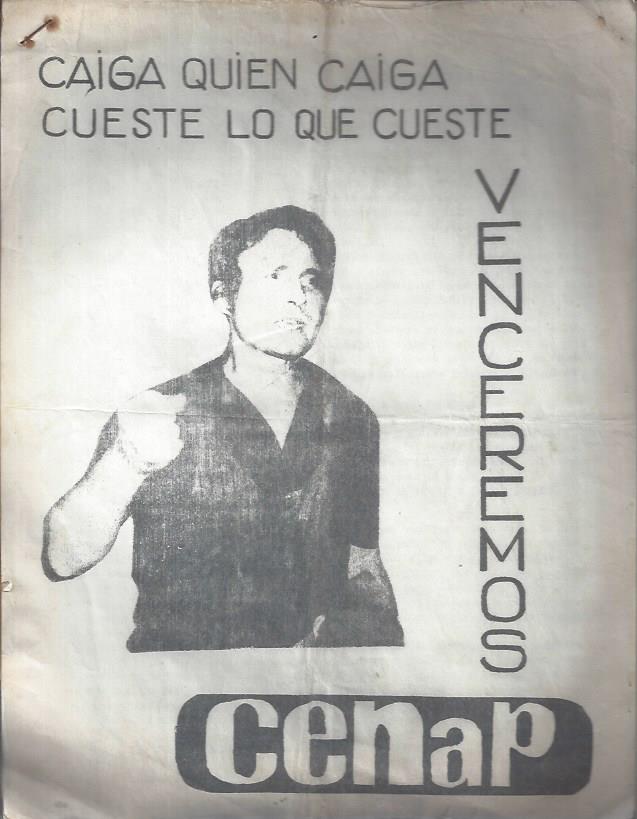 CAiGA QUiEN CAiGA
CUESTE LO QUE CUESTE
VENCEREMOS
cenap